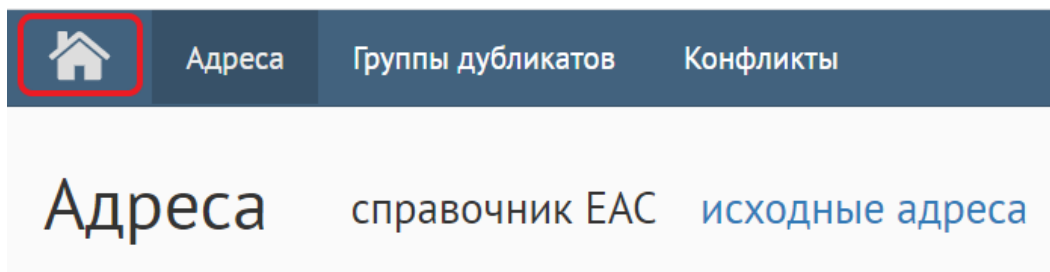 Адреса Группы дубликатов Конфликты
Адреса справочник ЕАС исходные адреса